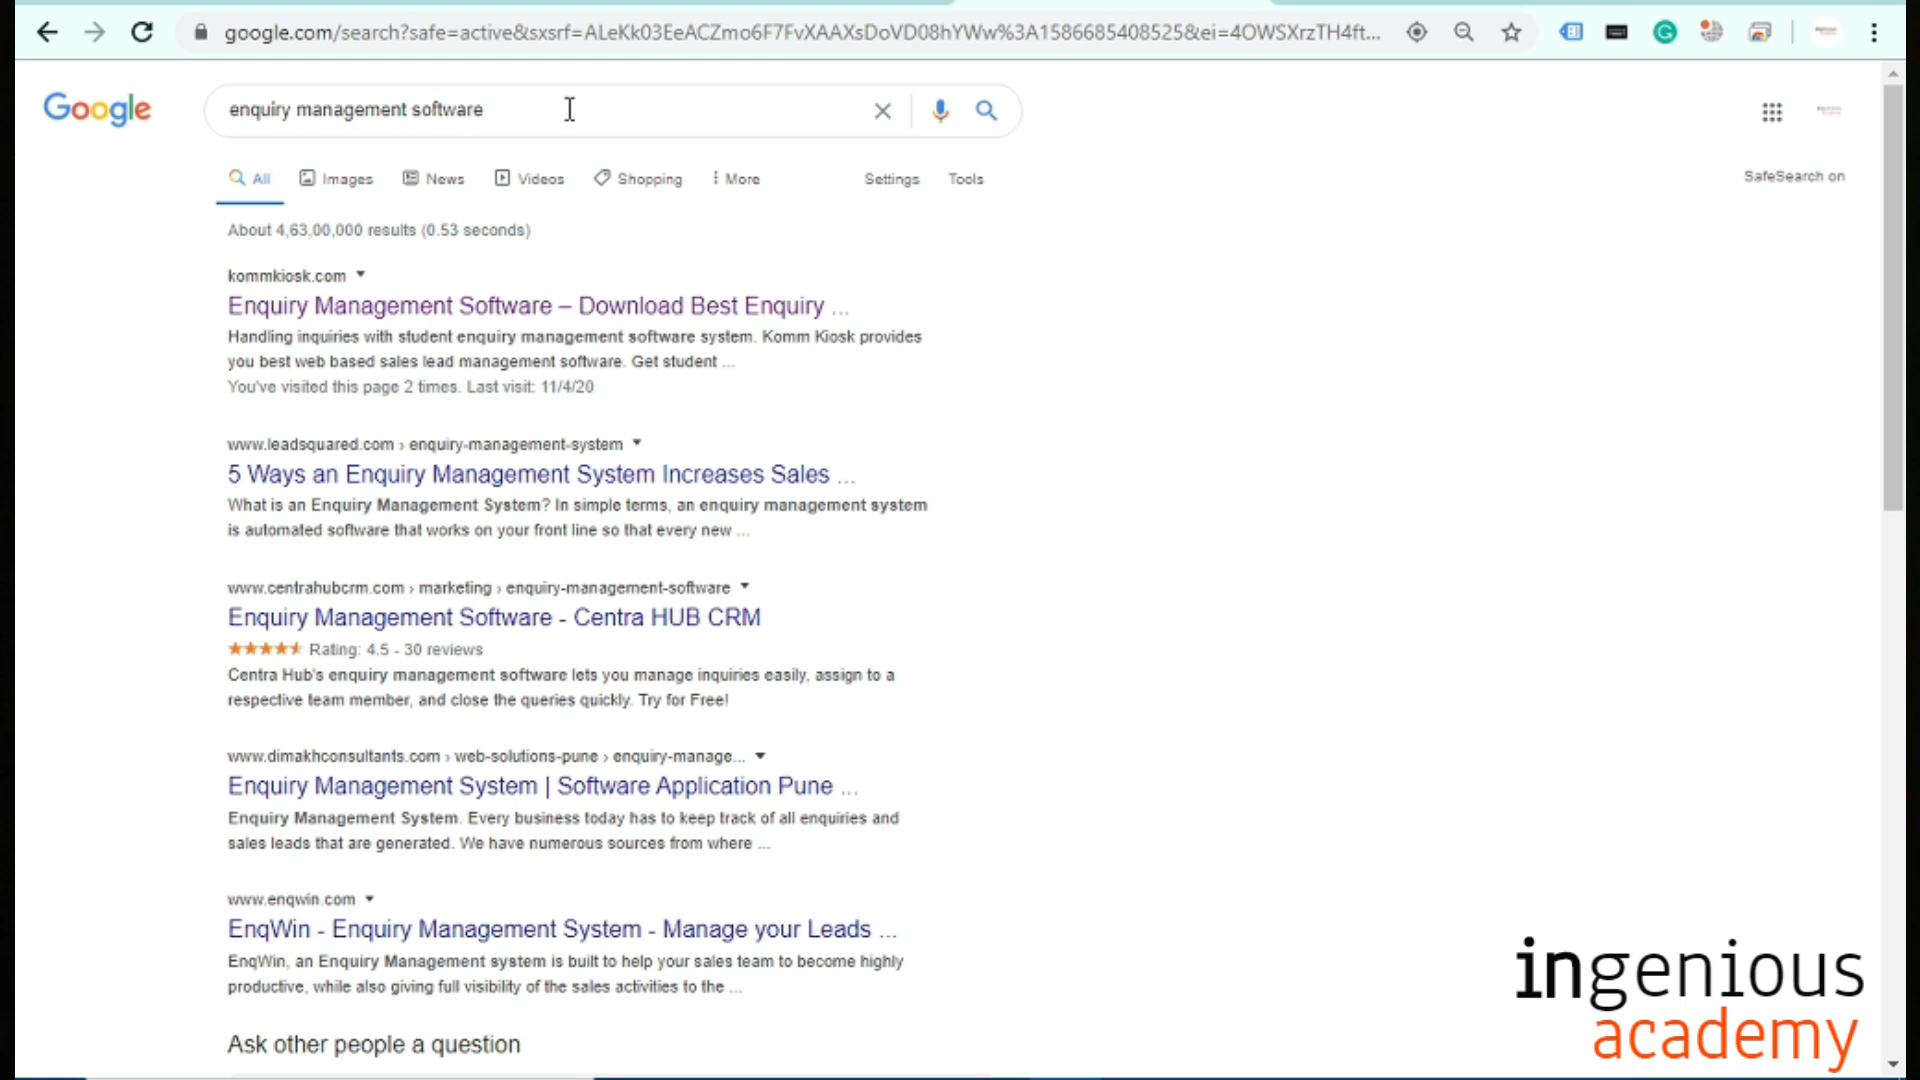 google.com/search?safe=active&sxsrf=ALeKk03EeACZmo6F7FvXAAXsDoVD08hYWw%3A1586685408525&ei=4OWSXrzTH4ft...
Google
enquiry management software
All Images News Videos Shopping More Settings Tools
SafeSearch on
About 4,63,00,000 results (0.53 seconds)
kommkiosk.com
Enquiry Management Software – Download Best Enquiry ...
Handling inquiries with student enquiry management software system. Komm Kiosk provides
you best web based sales lead management software. Get student ...
You've visited this page 2 times. Last visit: 11/4/20
www.leadsquared.com › enquiry-management-system
5 Ways an Enquiry Management System Increases Sales ...
What is an Enquiry Management System? In simple terms, an enquiry management system
is automated software that works on your front line so that every new ...
www.centrahubcrm.com › marketing › enquiry-management-software
Enquiry Management Software - Centra HUB CRM
Rating: 4.5 - 30 reviews
Centra Hub's enquiry management software lets you manage inquiries easily, assign to a
respective team member, and close the queries quickly. Try for Free!
www.dimakhconsultants.com › web-solutions-pune › enquiry-manage...
Enquiry Management System | Software Application Pune ...
Enquiry Management System. Every business today has to keep track of all enquiries and
sales leads that are generated. We have numerous sources from where ...
www.enqwin.com
EnqWin - Enquiry Management System - Manage your Leads ...
EnqWin, an Enquiry Management system is built to help your sales team to become highly
productive, while also giving full visibility of the sales activities to the ...
Ask other people a question
ingenious
academy